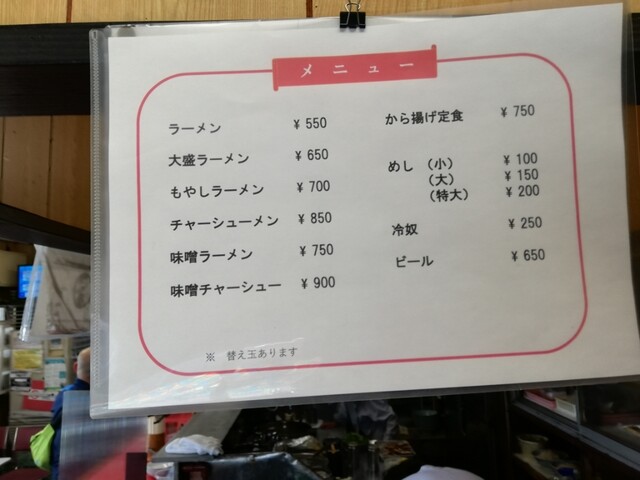 メニュー
ラーメン ¥ 550
大盛ラーメン ¥ 650
もやしラーメン ¥ 700
チャーシューメン ¥ 850
味噌ラーメン ¥ 750
味噌チャーシュー ¥ 900
※ 替え玉あります
から揚げ定食 ¥ 750
めし (小) ¥ 100
(大) ¥ 150
(特大) ¥ 200
冷奴 ¥ 250
ビール ¥ 650